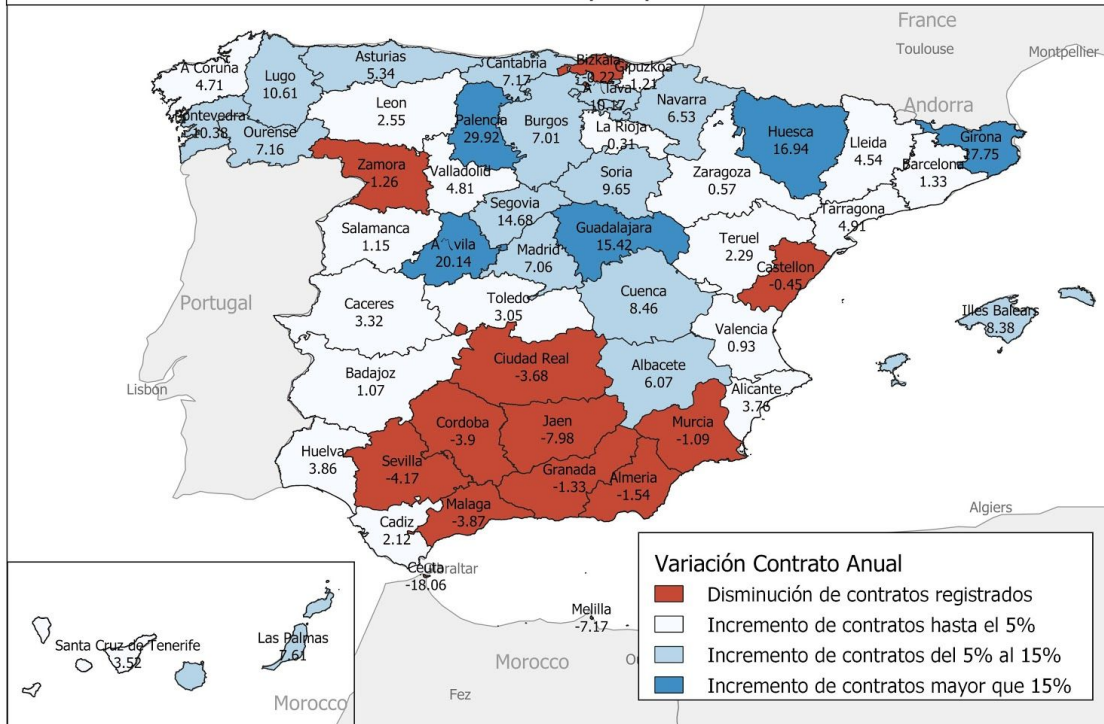 France
Toulouse
Montpellier
Andorra
A Coruna
4.71
Lugo
10.61
Asturias
5.34
Cantabria
7.17
Bizkaia
-0.22
Gipuzkoa
1.21
10.17
Navarra
6.53
Pontevedra
10.38
Ourense
7.16
Leon
2.55
Palencia
29.92
Burgos
7.01
La Rioja
0.31
Huesca
16.94
Lleida
4.54
Girona
17.75
Barcelona
1.33
Zamora
-1.26
Valladolid
4.81
Soria
9.65
Zaragoza
0.57
Tarragona
4.91
Segovia
14.68
Salamanca
1.15
20.14
Madrid
7.06
Guadalajara
15.42
Teruel
2.29
Castellon
-0.45
Portugal
Caceres
3.32
Toledo
3.05
Cuenca
8.46
Valencia
0.93
Illes Balears
8.38
Lisbon
Badajoz
1.07
Ciudad Real
-3.68
Albacete
6.07
Alicante
3.76
Huelva
3.86
Sevilla
-4.17
Cordoba
-3.9
Jaen
-7.98
Murcia
-1.09
Granada
-1.33
Almeria
-1.54
Malaga
-3.87
Cadiz
2.12
Algiers
Ceuta
Gibraltar
-18.06
Melilla
-7.17
Morocco
Fez
Santa Cruz de Tenerife
3.52
Las Palmas
7.61
Morocco
Variación Contrato Anual
Disminución de contratos registrados
Incremento de contratos hasta el 5%
Incremento de contratos del 5% al 15%
Incremento de contratos mayor que 15%